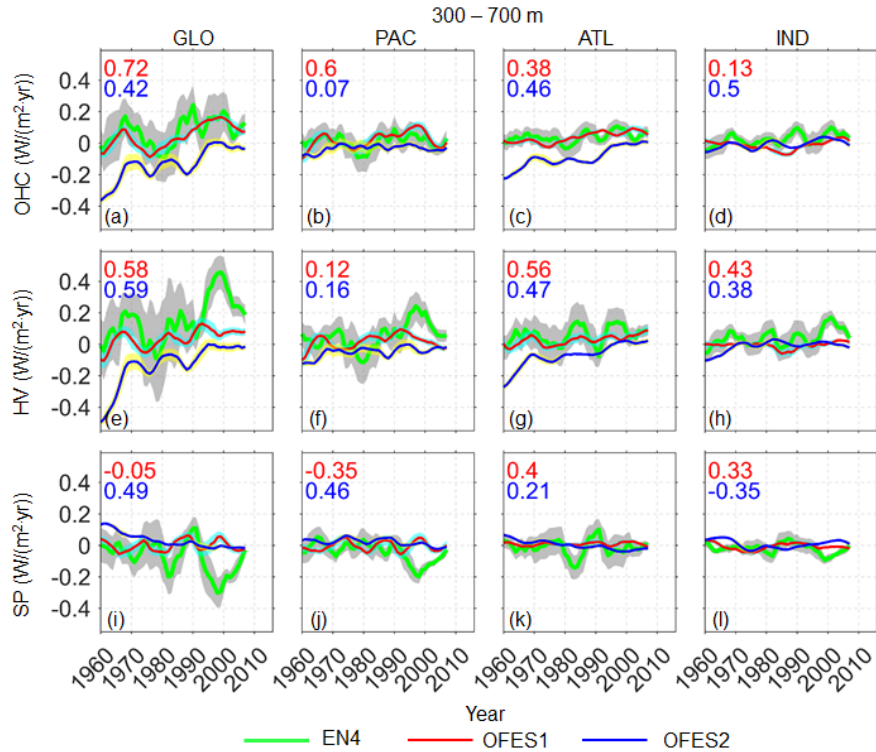 300 – 700 m
GLO PAC ATL IND
OHC (W/(m²·yr))
0.4
0.2
0
-0.2
-0.4
0.72
0.42
(a)
0.6
0.07
(b)
0.38
0.46
(c)
0.13
0.5
(d)
HV (W/(m²·yr))
0.4
0.2
0
-0.2
-0.4
0.58
0.59
(e)
0.12
0.16
(f)
0.56
0.47
(g)
0.43
0.38
(h)
SP (W/(m²·yr))
0.4
0.2
0
-0.2
-0.4
-0.05
0.49
(i)
-0.35
0.46
(j)
0.4
0.21
(k)
0.33
-0.35
(l)
1960 1970 1980 1990 2000 2010 1960 1970 1980 1990 2000 2010 1960 1970 1980 1990 2000 2010 1960 1970 1980 1990 2000 2010
Year
EN4 OFES1 OFES2